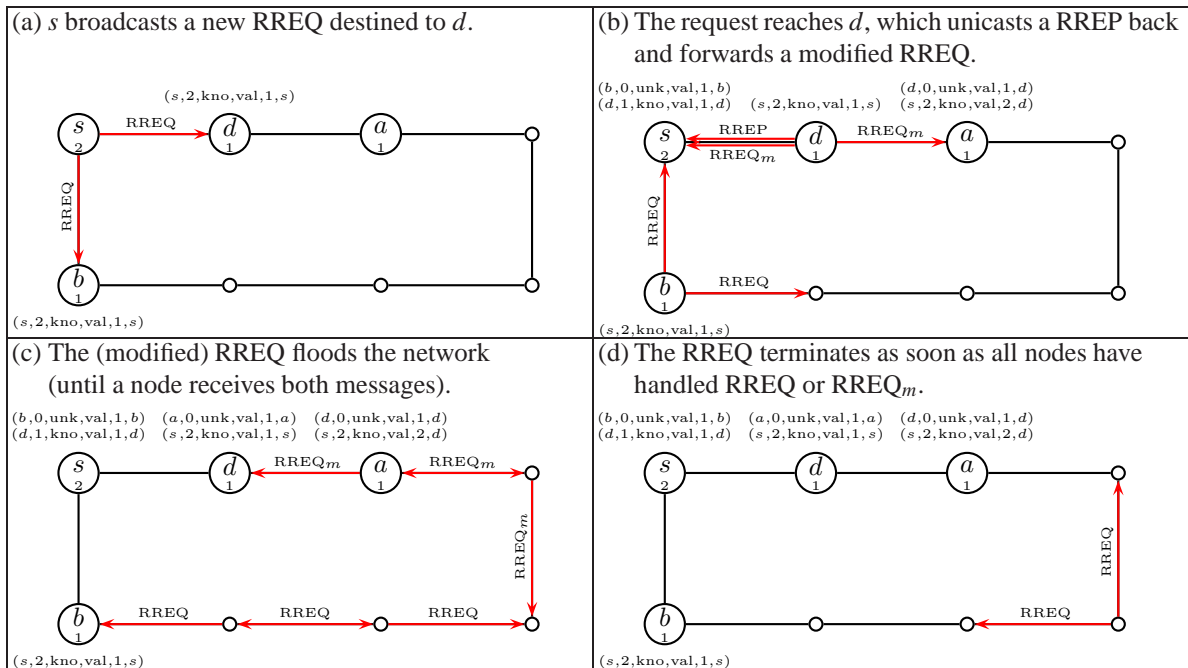 (a) s broadcasts a new RREQ destined to d.
(s,2,kno,val,1,s)
s
2
RREQ
d
1
a
1
RREQ
b
1
(s,2,kno,val,1,s)
(b) The request reaches d, which unicasts a RREP back
and forwards a modified RREQ.
(b,0,unk,val,1,b)
(d,0,unk,val,1,d)
(d,1,kno,val,1,d)
(s,2,kno,val,1,s)
(s,2,kno,val,2,d)
s
2
RREP
RREQm
d
1
RREQm
a
1
RREQ
b
1
RREQ
(s,2,kno,val,1,s)
(c) The (modified) RREQ floods the network
(until a node receives both messages).
(b,0,unk,val,1,b)
(a,0,unk,val,1,a)
(d,0,unk,val,1,d)
(d,1,kno,val,1,d)
(s,2,kno,val,1,s)
(s,2,kno,val,2,d)
s
2
d
1
RREQm
a
1
RREQm
RREQm
b
1
RREQ
RREQ
RREQ
(s,2,kno,val,1,s)
(d) The RREQ terminates as soon as all nodes have
handled RREQ or RREQm.
(b,0,unk,val,1,b)
(a,0,unk,val,1,a)
(d,0,unk,val,1,d)
(d,1,kno,val,1,d)
(s,2,kno,val,1,s)
(s,2,kno,val,2,d)
s
2
d
1
a
1
RREQ
b
1
RREQ
(s,2,kno,val,1,s)